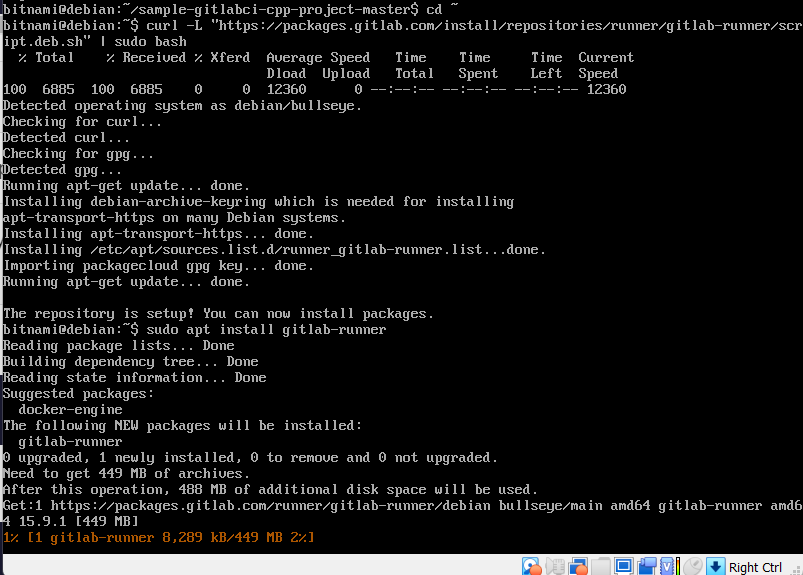 bitnami@debian:~/sample-gitlabci-cpp-project-master$ cd ~
bitnami@debian:~$ curl -L "https://packages.gitlab.com/install/repositories/runner/gitlab-runner/scr
ipt.deb.sh" | sudo bash
  % Total    % Received % Xferd  Average Speed   Time    Time     Time  Current
                                 Dload  Upload   Total   Spent    Left  Speed
100  6885  100  6885    0     0  12360      0 --:--:-- --:--:-- --:--:-- 12360
Detected operating system as debian/bullseye.
Checking for curl...
Detected curl...
Checking for gpg...
Detected gpg...
Running apt-get update... done.
Installing debian-archive-keyring which is needed for installing
apt-transport-https on many Debian systems.
Installing apt-transport-https... done.
Installing /etc/apt/sources.list.d/runner_gitlab-runner.list...done.
Importing packagecloud gpg key... done.
Running apt-get update... done.

The repository is setup! You can now install packages.
bitnami@debian:~$ sudo apt install gitlab-runner
Reading package lists... Done
Building dependency tree... Done
Reading state information... Done
Suggested packages:
  docker-engine
The following NEW packages will be installed:
  gitlab-runner
0 upgraded, 1 newly installed, 0 to remove and 0 not upgraded.
Need to get 449 MB of archives.
After this operation, 488 MB of additional disk space will be used.
Get:1 https://packages.gitlab.com/runner/gitlab-runner/debian bullseye/main amd64 gitlab-runner amd6
4 15.9.1 [449 MB]
1% [1 gitlab-runner 8,289 kB/449 MB 2%]
Right Ctrl